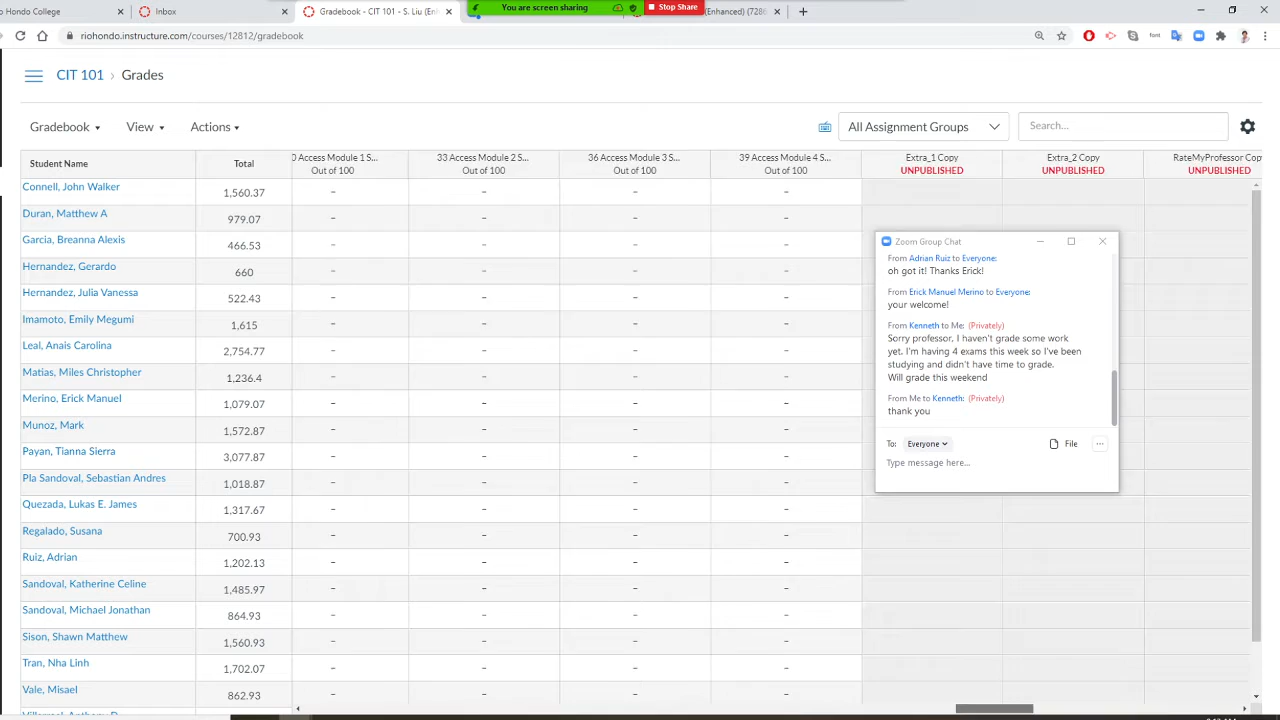 o Hondo College
Inbox
Gradebook - CIT 101 - S. Liu (Enh
You are screen sharing
Stop Share
(Enhanced) (728
riohondo.instructure.com/courses/12812/gradebook
CIT 101 › Grades
Gradebook
View
Actions
All Assignment Groups
Search...
Student Name
Total
0 Access Module 1 S...
Out of 100
33 Access Module 2 S...
Out of 100
36 Access Module 3 S...
Out of 100
39 Access Module 4 S...
Out of 100
Extra_1 Copy
UNPUBLISHED
Extra_2 Copy
UNPUBLISHED
RateMyProfessor Cop
UNPUBLISHED
Connell, John Walker 1,560.37 – – – –
Duran, Matthew A 979.07 – – – –
Garcia, Breanna Alexis 466.53 – – – –
Hernandez, Gerardo 660 – – – –
Hernandez, Julia Vanessa 522.43 – – – –
Imamoto, Emily Megumi 1,615 – – – –
Leal, Anais Carolina 2,754.77 – – – –
Matias, Miles Christopher 1,236.4 – – – –
Merino, Erick Manuel 1,079.07 – – – –
Munoz, Mark 1,572.87 – – – –
Payan, Tianna Sierra 3,077.87 – – – –
Pla Sandoval, Sebastian Andres 1,018.87 – – – –
Quezada, Lukas E. James 1,317.67 – – – –
Regalado, Susana 700.93 – – – –
Ruiz, Adrian 1,202.13 – – – –
Sandoval, Katherine Celine 1,485.97 – – – –
Sandoval, Michael Jonathan 864.93 – – – –
Sison, Shawn Matthew 1,560.93 – – – –
Tran, Nha Linh 1,702.07 – – – –
Vale, Misael 862.93 – – – –
Zoom Group Chat
From Adrian Ruiz to Everyone:
oh got it! Thanks Erick!
From Erick Manuel Merino to Everyone:
your welcome!
From Kenneth to Me: (Privately)
Sorry professor, I haven't grade some work
yet. I'm having 4 exams this week so I've been
studying and didn't have time to grade.
Will grade this weekend
From Me to Kenneth: (Privately)
thank you
To: Everyone
File
Type message here...